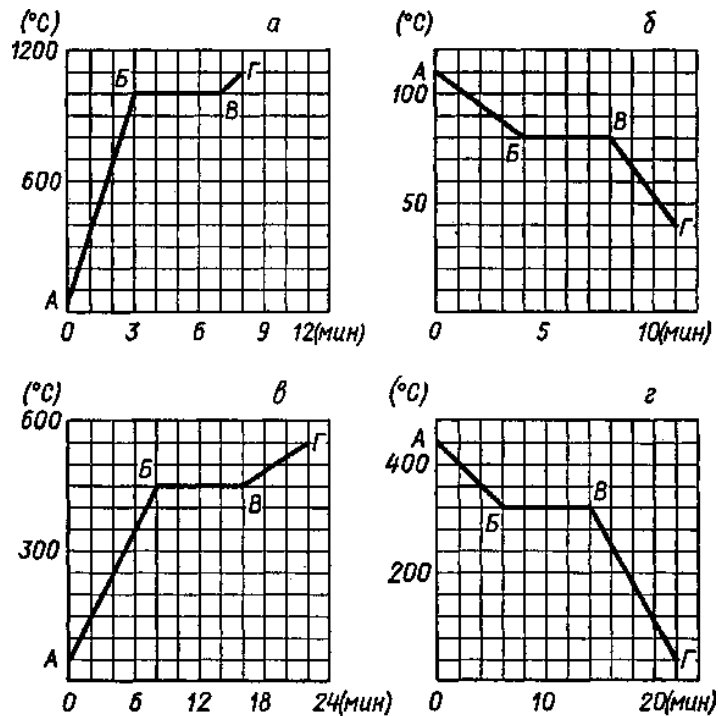 (°C)
а
1200
600
А
Б
В
Г
0 3 6 9 12(мин)
(°C)
б
100
50
А
Б
В
Г
0 5 10(мин)
(°C)
в
600
300
А
Б
В
Г
0 6 12 18 24(мин)
(°C)
г
400
200
А
Б
В
Г
0 10 20(мин)